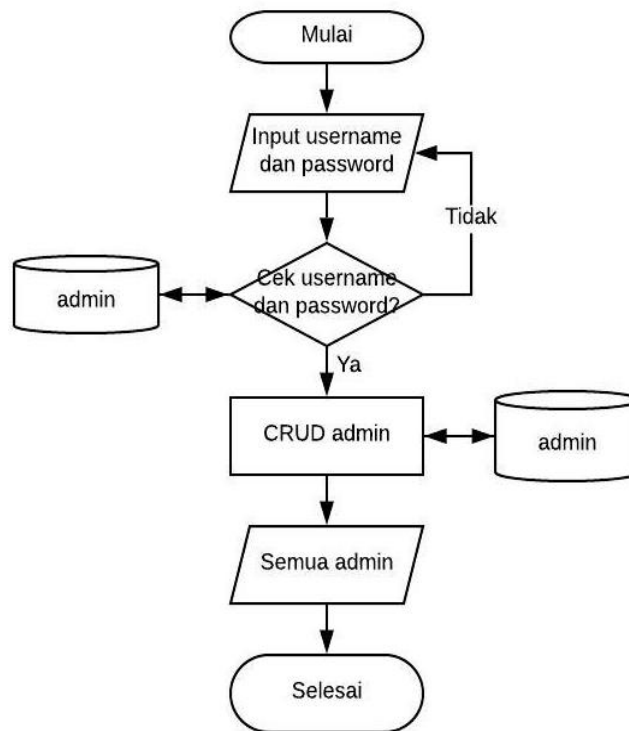 Mulai
Input username
dan password
Tidak
Cek username
dan password?
admin
Ya
CRUD admin
admin
Semua admin
Selesai